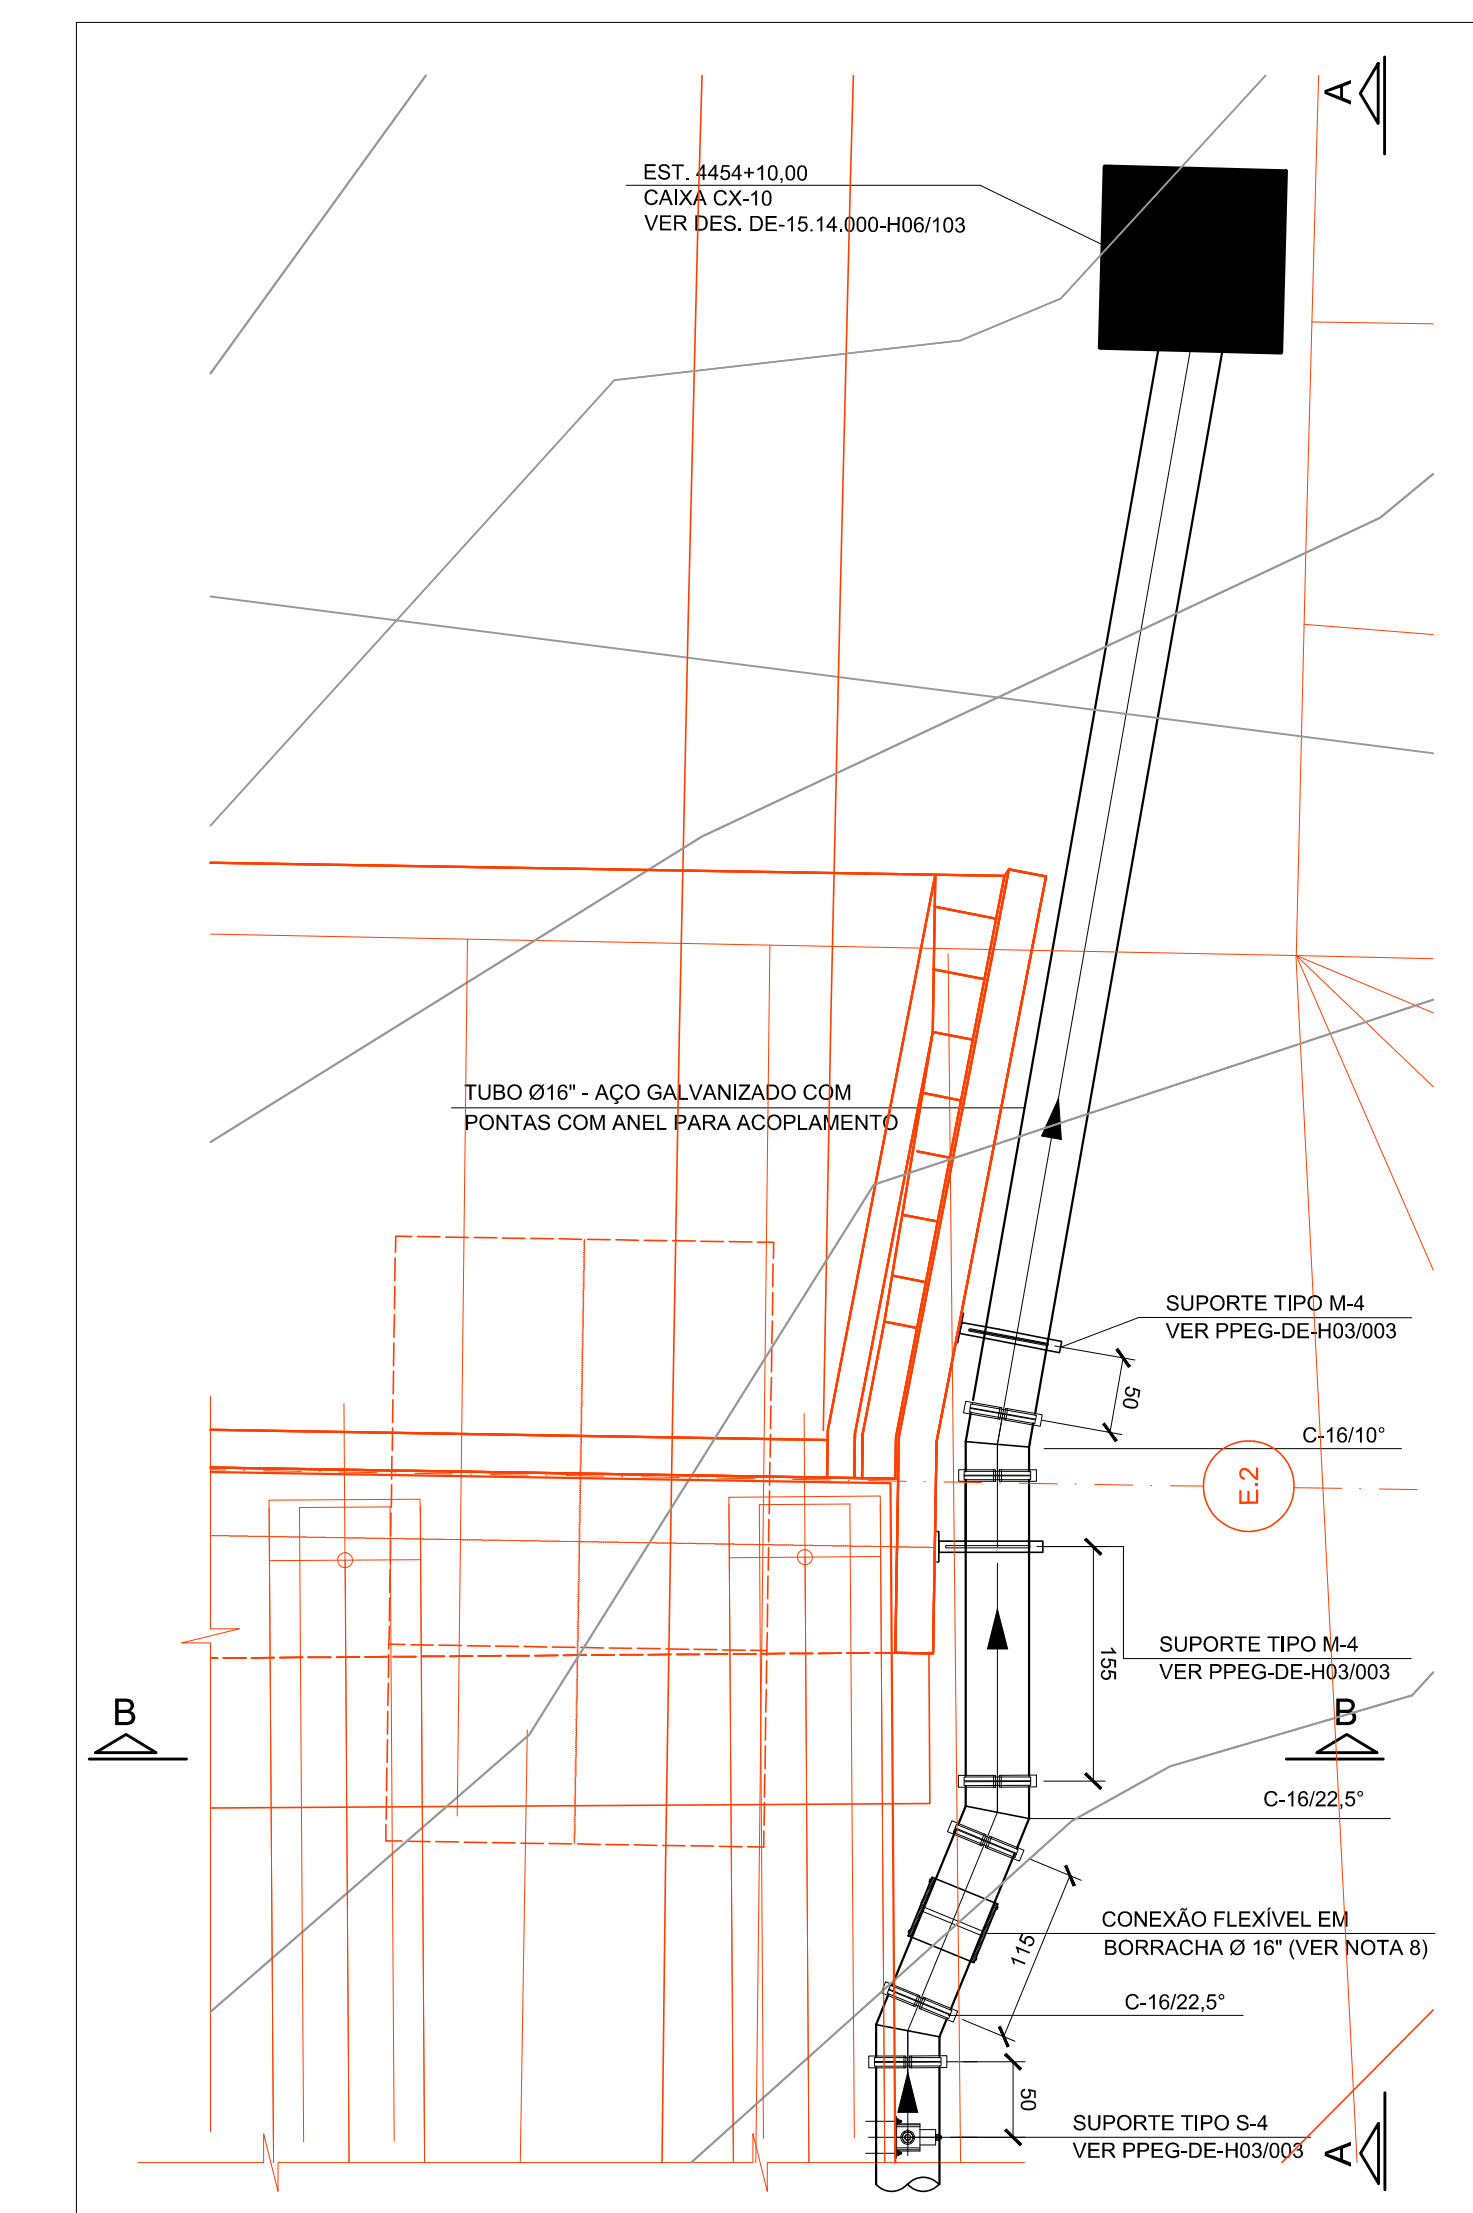 A
EST. 4454+10,00
CAIXA CX-10
VER DES. DE-15.14.000-H06/103
TUBO Ø16" - AÇO GALVANIZADO COM
PONTAS COM ANEL PARA ACOPLAMENTO
SUPORTE TIPO M-4
VER PPEG-DE-H03/003
50
C-16/10°
E.2
155
SUPORTE TIPO M-4
VER PPEG-DE-H03/003
B
B
C-16/22,5°
CONEXÃO FLEXÍVEL EM
BORRACHA Ø 16" (VER NOTA 8)
115
C-16/22,5°
50
SUPORTE TIPO S-4
VER PPEG-DE-H03/003
A